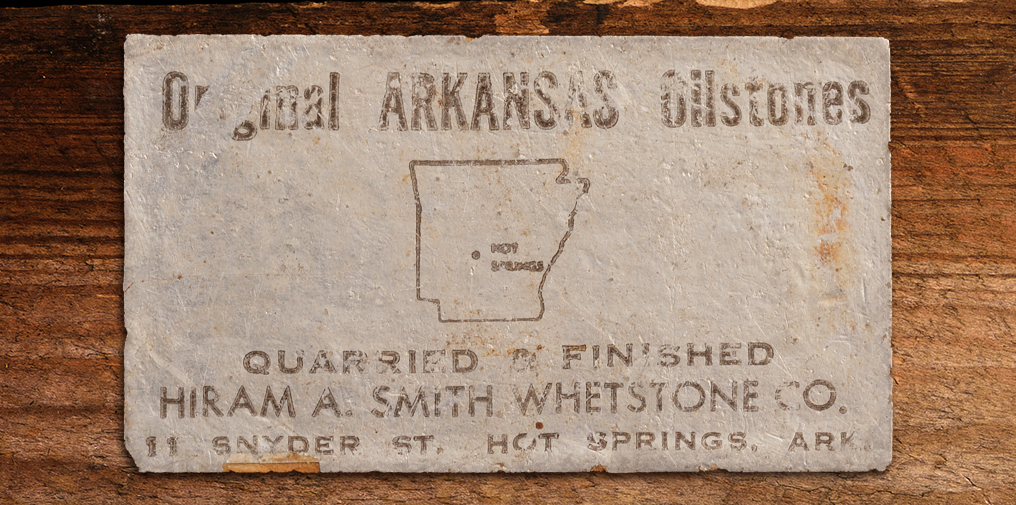 Original ARKANSAS Oilstones
HOT
SPRINGS
QUARRIED & FINISHED
HIRAM A. SMITH WHETSTONE CO.
11 SNYDER ST. HOT SPRINGS, ARK.